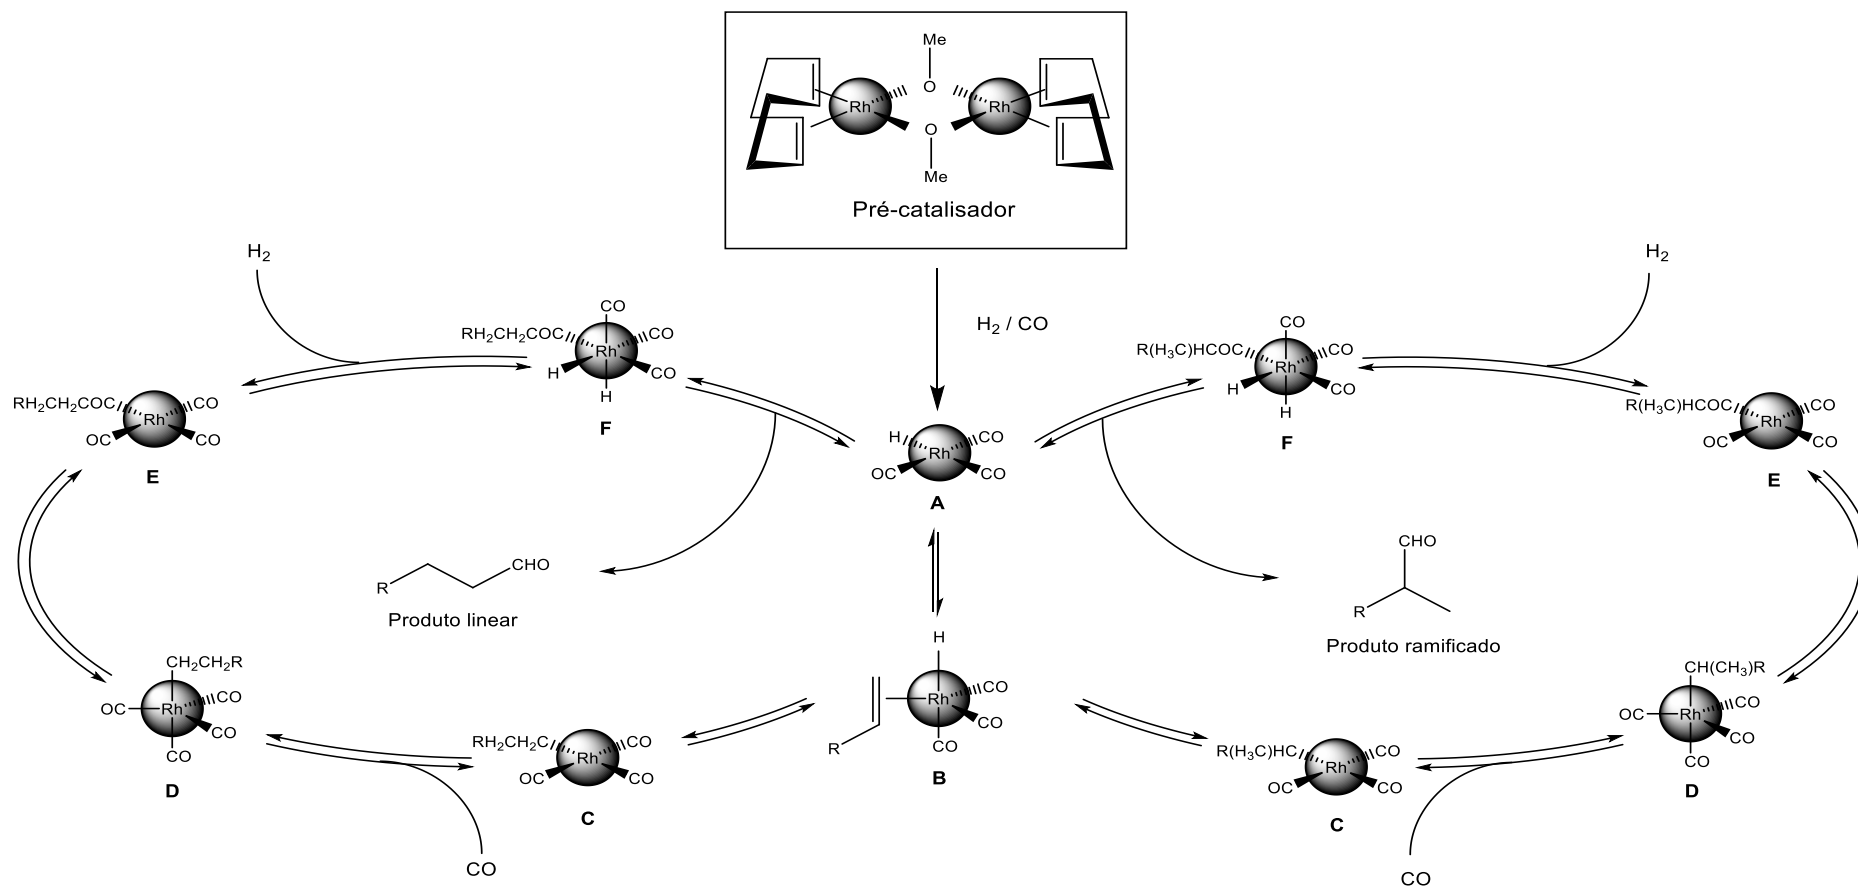 Me
Rh
O
Rh
O
Me
Pré-catalisador
H₂ / CO
H₂
RH₂CH₂COC
Rh
CO
OC
CO
E
RH₂CH₂COC
CO
Rh
CO
H
CO
H
F
H
Rh
CO
OC
CO
A
R(H₃C)HCOC
CO
Rh
CO
H
CO
H
F
H₂
R(H₃C)HCOC
Rh
CO
OC
CO
E
R
CHO
Produto linear
CHO
R
Produto ramificado
CH₂CH₂R
OC
Rh
CO
CO
CO
D
CO
RH₂CH₂C
Rh
CO
OC
CO
C
H
Rh
CO
CO
CO
R
B
R(H₃C)HC
Rh
CO
OC
CO
C
CO
CH(CH₃)R
OC
Rh
CO
CO
CO
D